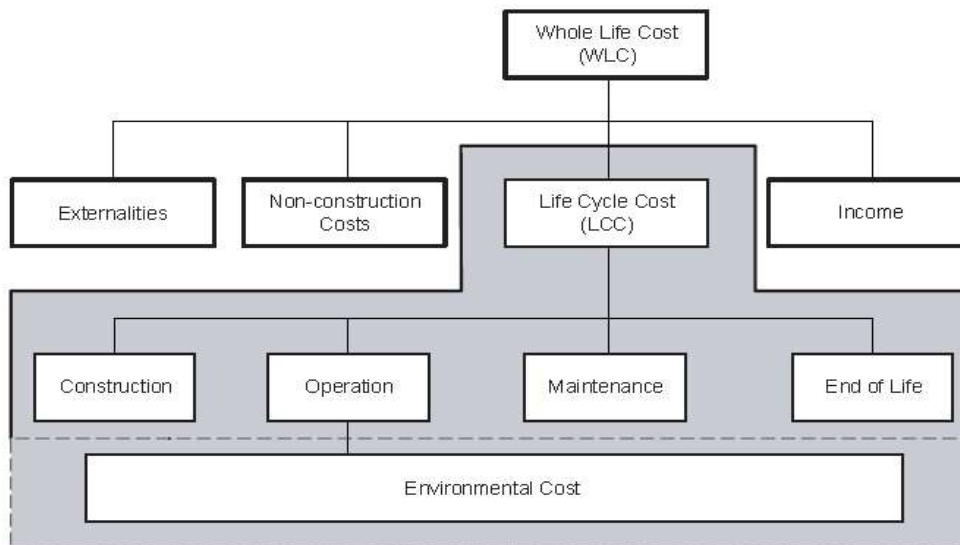 Whole Life Cost
(WLC)
Externalities
Non-construction
Costs
Life Cycle Cost
(LCC)
Income
Construction
Operation
Maintenance
End of Life
Environmental Cost